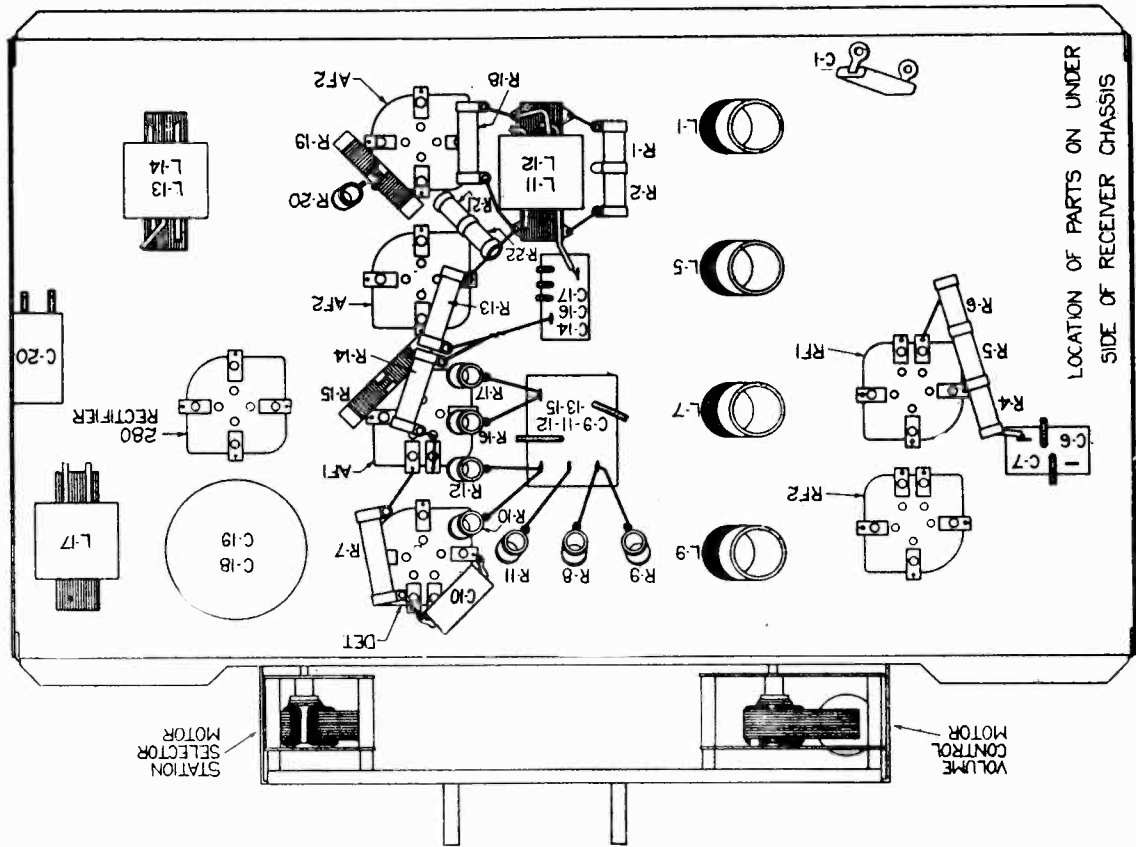 LOCATION OF PARTS ON UNDER
SIDE OF RECEIVER CHASSIS
VOLUME
CONTROL
MOTOR
STATION
SELECTOR
MOTOR
DET.
L-9
R-9
R-8
R-11
R-10
C-10
R-7
C-18
C-19
L-17
RF2
C-6
C-7
R-12
AF1
280
RECTIFIER
C-9-11-12
-13-15
R-16
R-17
R-15
R-14
L-7
R-4
R-5
R-6
RF1
C-20
C-14
C-16
C-17
R-13
AF2
L-5
R-22
R-21
R-20
R-19
R-2
R-1
L-11
L-12
L-13
L-14
R-18
AF2
L-1
C-1